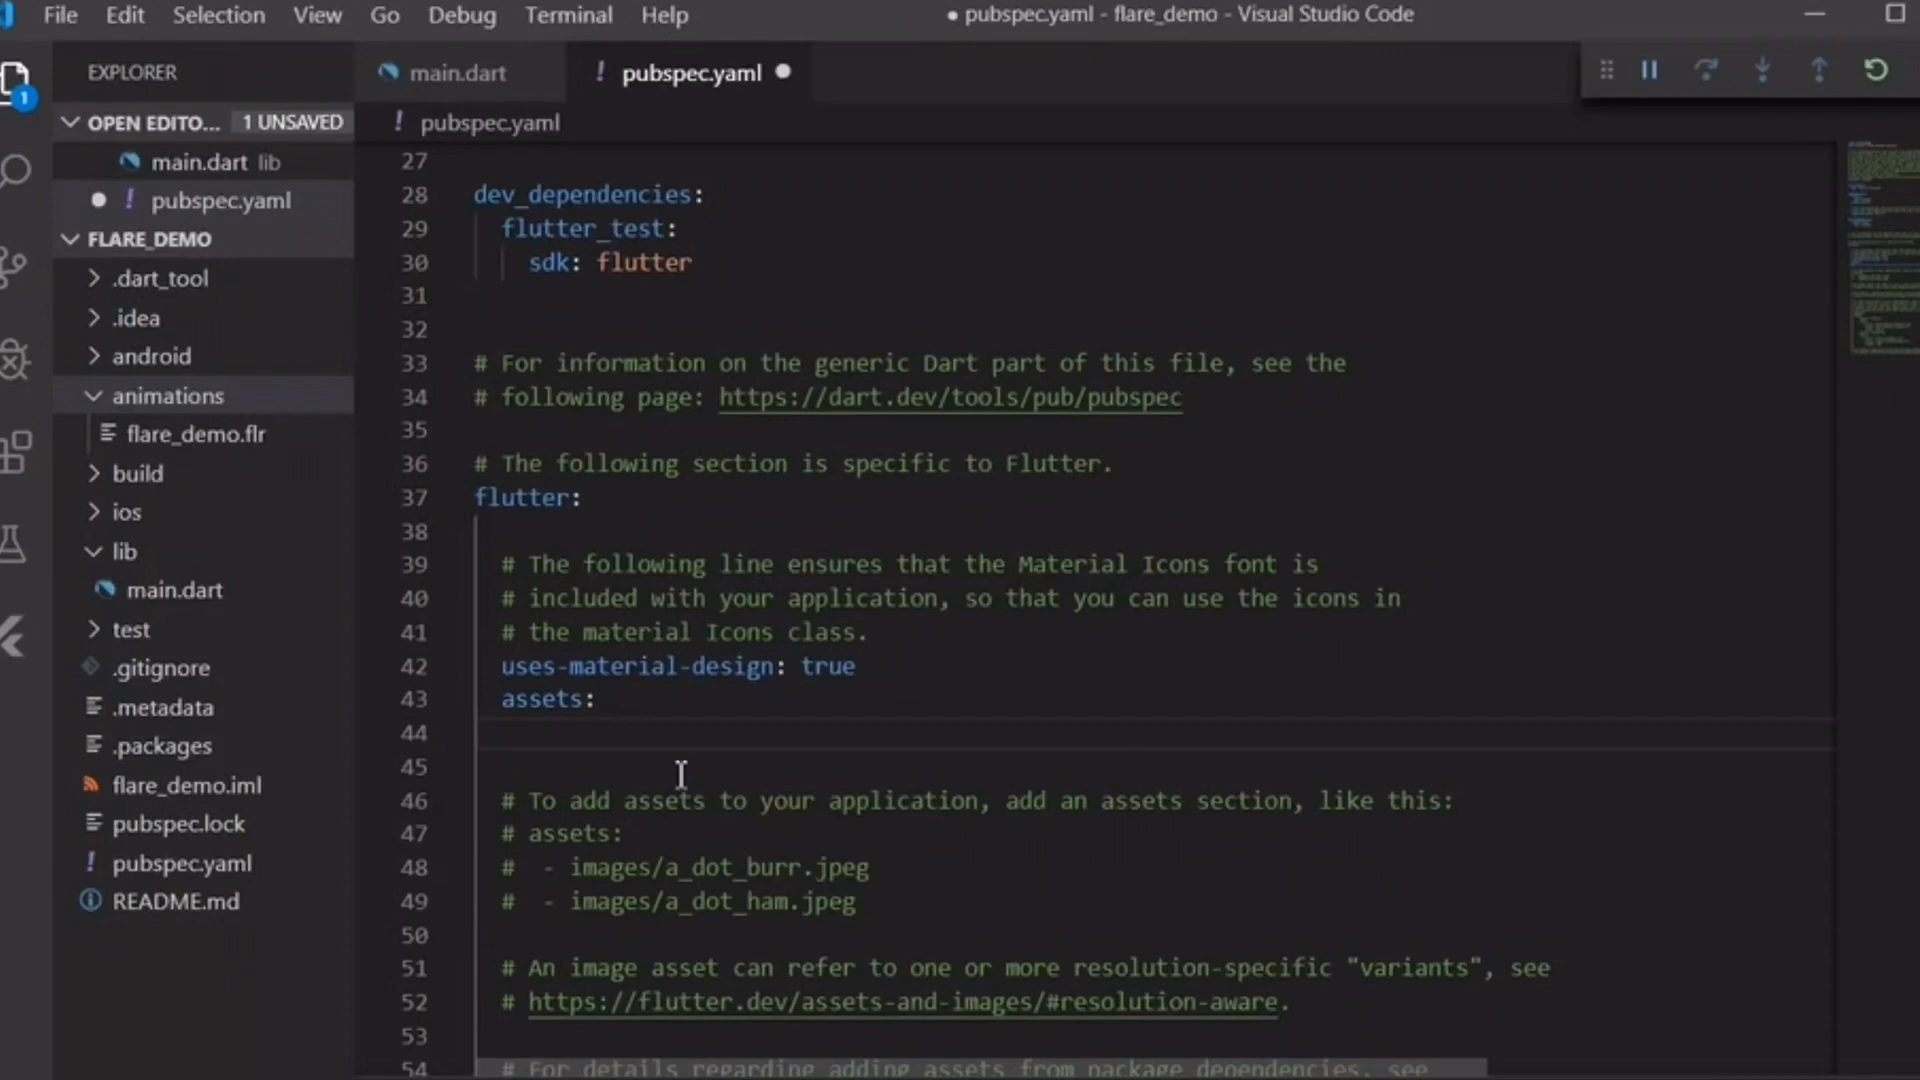 File Edit Selection View Go Debug Terminal Help
● pubspec.yaml - flare_demo - Visual Studio Code
EXPLORER
main.dart
! pubspec.yaml
OPEN EDITO... 1 UNSAVED
! pubspec.yaml
1
main.dart lib
! pubspec.yaml
FLARE_DEMO
.dart_tool
.idea
android
animations
flare_demo.flr
build
ios
lib
main.dart
test
.gitignore
.metadata
.packages
flare_demo.iml
pubspec.lock
! pubspec.yaml
README.md
27
28 dev_dependencies:
29 flutter_test:
30 sdk: flutter
31
32
33 # For information on the generic Dart part of this file, see the
34 # following page: https://dart.dev/tools/pub/pubspec
35
36 # The following section is specific to Flutter.
37 flutter:
38
39 # The following line ensures that the Material Icons font is
40 # included with your application, so that you can use the icons in
41 # the material Icons class.
42 uses-material-design: true
43 assets:
44
45
46 # To add assets to your application, add an assets section, like this:
47 # assets:
48 # - images/a_dot_burr.jpeg
49 # - images/a_dot_ham.jpeg
50
51 # An image asset can refer to one or more resolution-specific "variants", see
52 # https://flutter.dev/assets-and-images/#resolution-aware.
53
54 # For details regarding adding assets from package dependencies, see